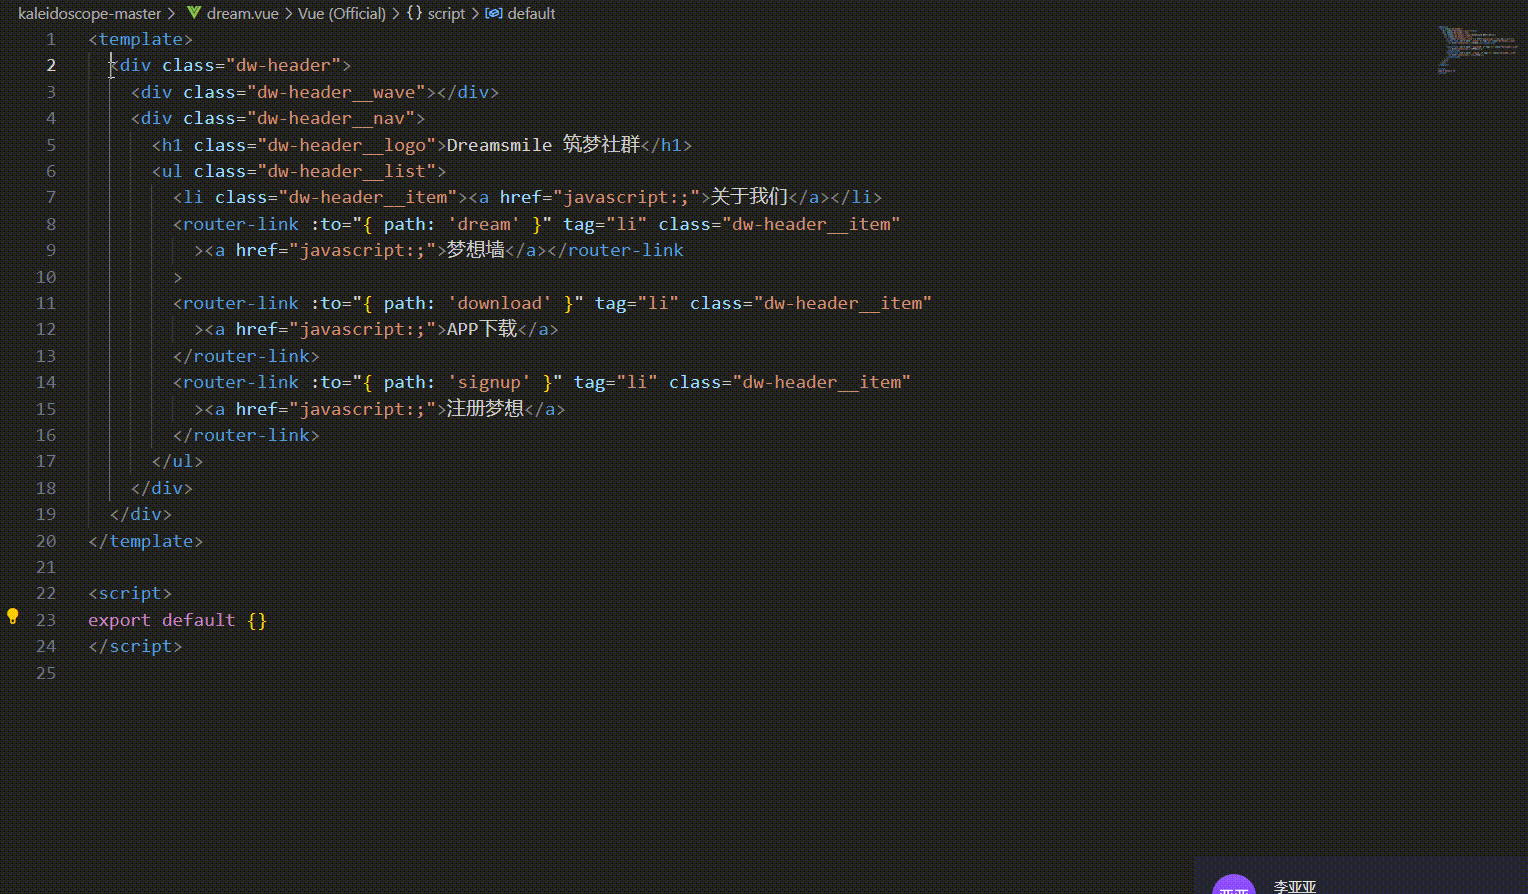 kaleidoscope-master > dream.vue > Vue (Official) > {} script > default
1 <template>
2   <div class="dw-header">
3     <div class="dw-header__wave"></div>
4     <div class="dw-header__nav">
5       <h1 class="dw-header__logo">Dreamsmile 筑梦社群</h1>
6       <ul class="dw-header__list">
7         <li class="dw-header__item"><a href="javascript:;">关于我们</a></li>
8         <router-link :to="{ path: 'dream' }" tag="li" class="dw-header__item"
9           ><a href="javascript:;">梦想墙</a></router-link
10         >
11         <router-link :to="{ path: 'download' }" tag="li" class="dw-header__item"
12           ><a href="javascript:;">APP下载</a>
13         </router-link>
14         <router-link :to="{ path: 'signup' }" tag="li" class="dw-header__item"
15           ><a href="javascript:;">注册梦想</a>
16         </router-link>
17       </ul>
18     </div>
19   </div>
20 </template>
21
22 <script>
23 export default {}
24 </script>
25
亚亚 李亚亚